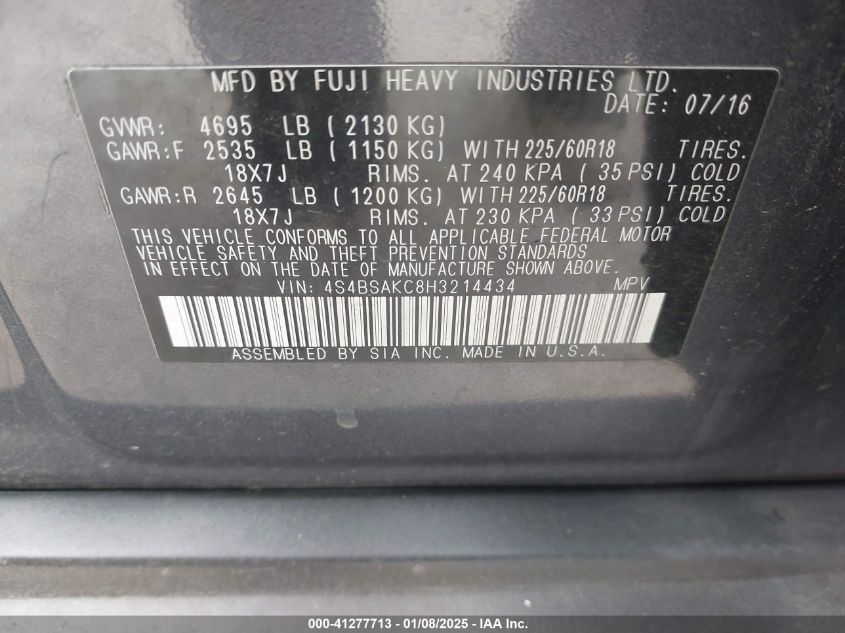 MFD BY FUJI HEAVY INDUSTRIES LTD.
DATE: 07/16
GVWR: 4695 LB ( 2130 KG)
GAWR:F 2535 LB ( 1150 KG) WITH 225/60R18 TIRES.
18X7J RIMS. AT 240 KPA ( 35 PSI) COLD
GAWR:R 2645 LB ( 1200 KG) WITH 225/60R18 TIRES.
18X7J RIMS. AT 230 KPA ( 33 PSI) COLD
THIS VEHICLE CONFORMS TO ALL APPLICABLE FEDERAL MOTOR
VEHICLE SAFETY AND THEFT PREVENTION STANDARDS
IN EFFECT ON THE DATE OF MANUFACTURE SHOWN ABOVE.
VIN: 4S4BSAKC8H3214434 MPV
ASSEMBLED BY SIA INC. MADE IN U.S.A.
000-41277713 - 01/08/2025 - IAA Inc.